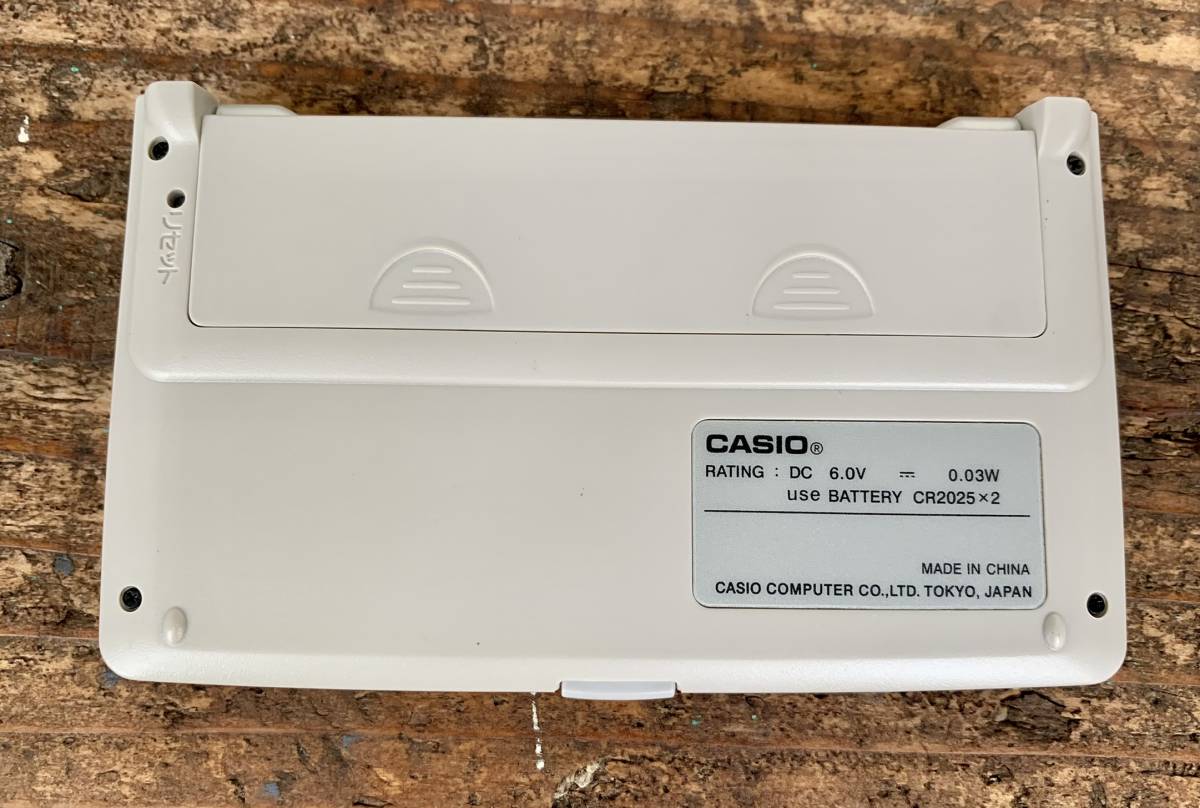 リセット
CASIO®
RATING : DC 6.0V ⎓ 0.03W
use BATTERY CR2025×2
MADE IN CHINA
CASIO COMPUTER CO.,LTD. TOKYO, JAPAN